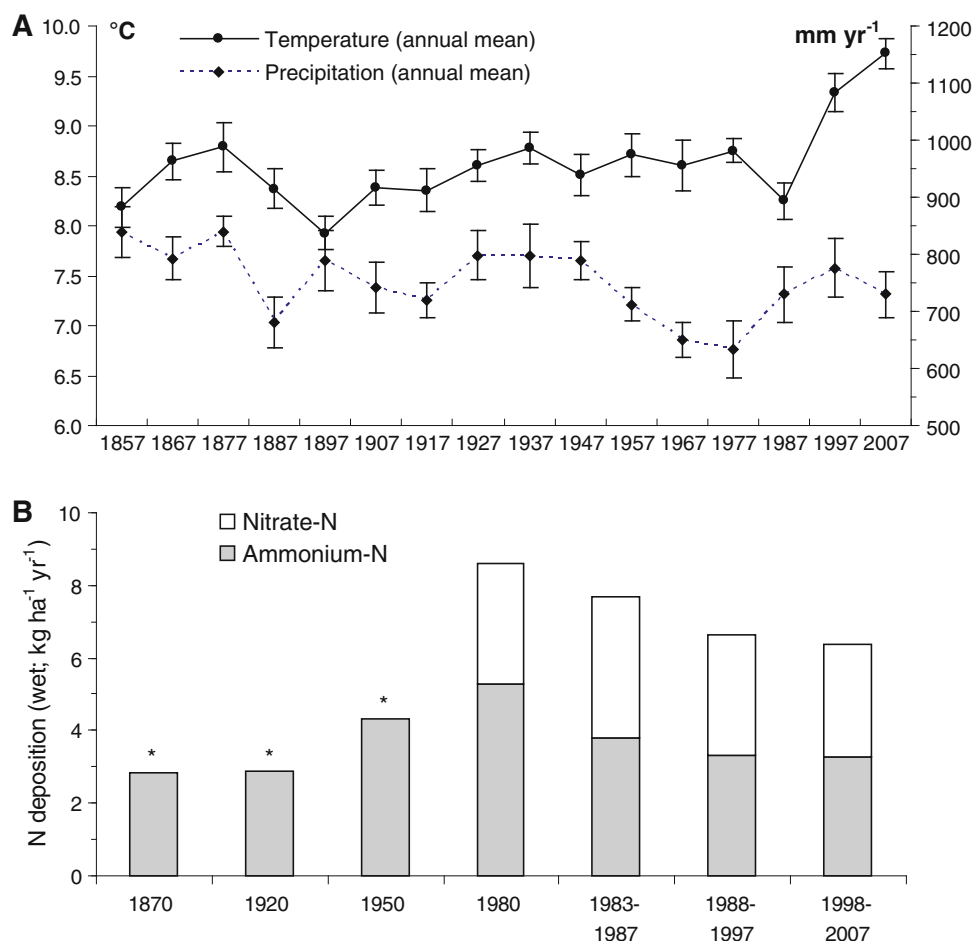 A
°C
mm yr⁻¹
Temperature (annual mean)
Precipitation (annual mean)
10.0
9.5
9.0
8.5
8.0
7.5
7.0
6.5
6.0
1200
1100
1000
900
800
700
600
500
1857 1867 1877 1887 1897 1907 1917 1927 1937 1947 1957 1967 1977 1987 1997 2007
B
Nitrate-N
Ammonium-N
N deposition (wet; kg ha⁻¹ yr⁻¹)
10
8
6
4
2
0
* * *
1870 1920 1950 1980 1983- 1988- 1998-
1987 1997 2007